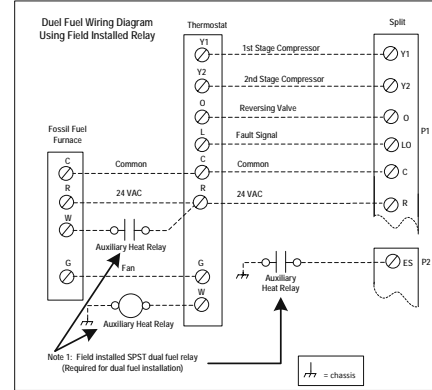 Duel Fuel Wiring Diagram
Using Field Installed Relay
Thermostat
Split
Y1
1st Stage Compressor
Y1
Y2
2nd Stage Compressor
Y2
O
Reversing Valve
O
P1
Fossil Fuel
Furnace
L
Fault Signal
LO
C
Common
C
Common
C
R
24 VAC
R
24 VAC
R
W
Auxiliary Heat Relay
G
Fan
G
ES
P2
Auxiliary
Heat Relay
W
Auxiliary Heat Relay
Note 1: Field installed SPST dual fuel relay
(Required for dual fuel installation)
= chassis